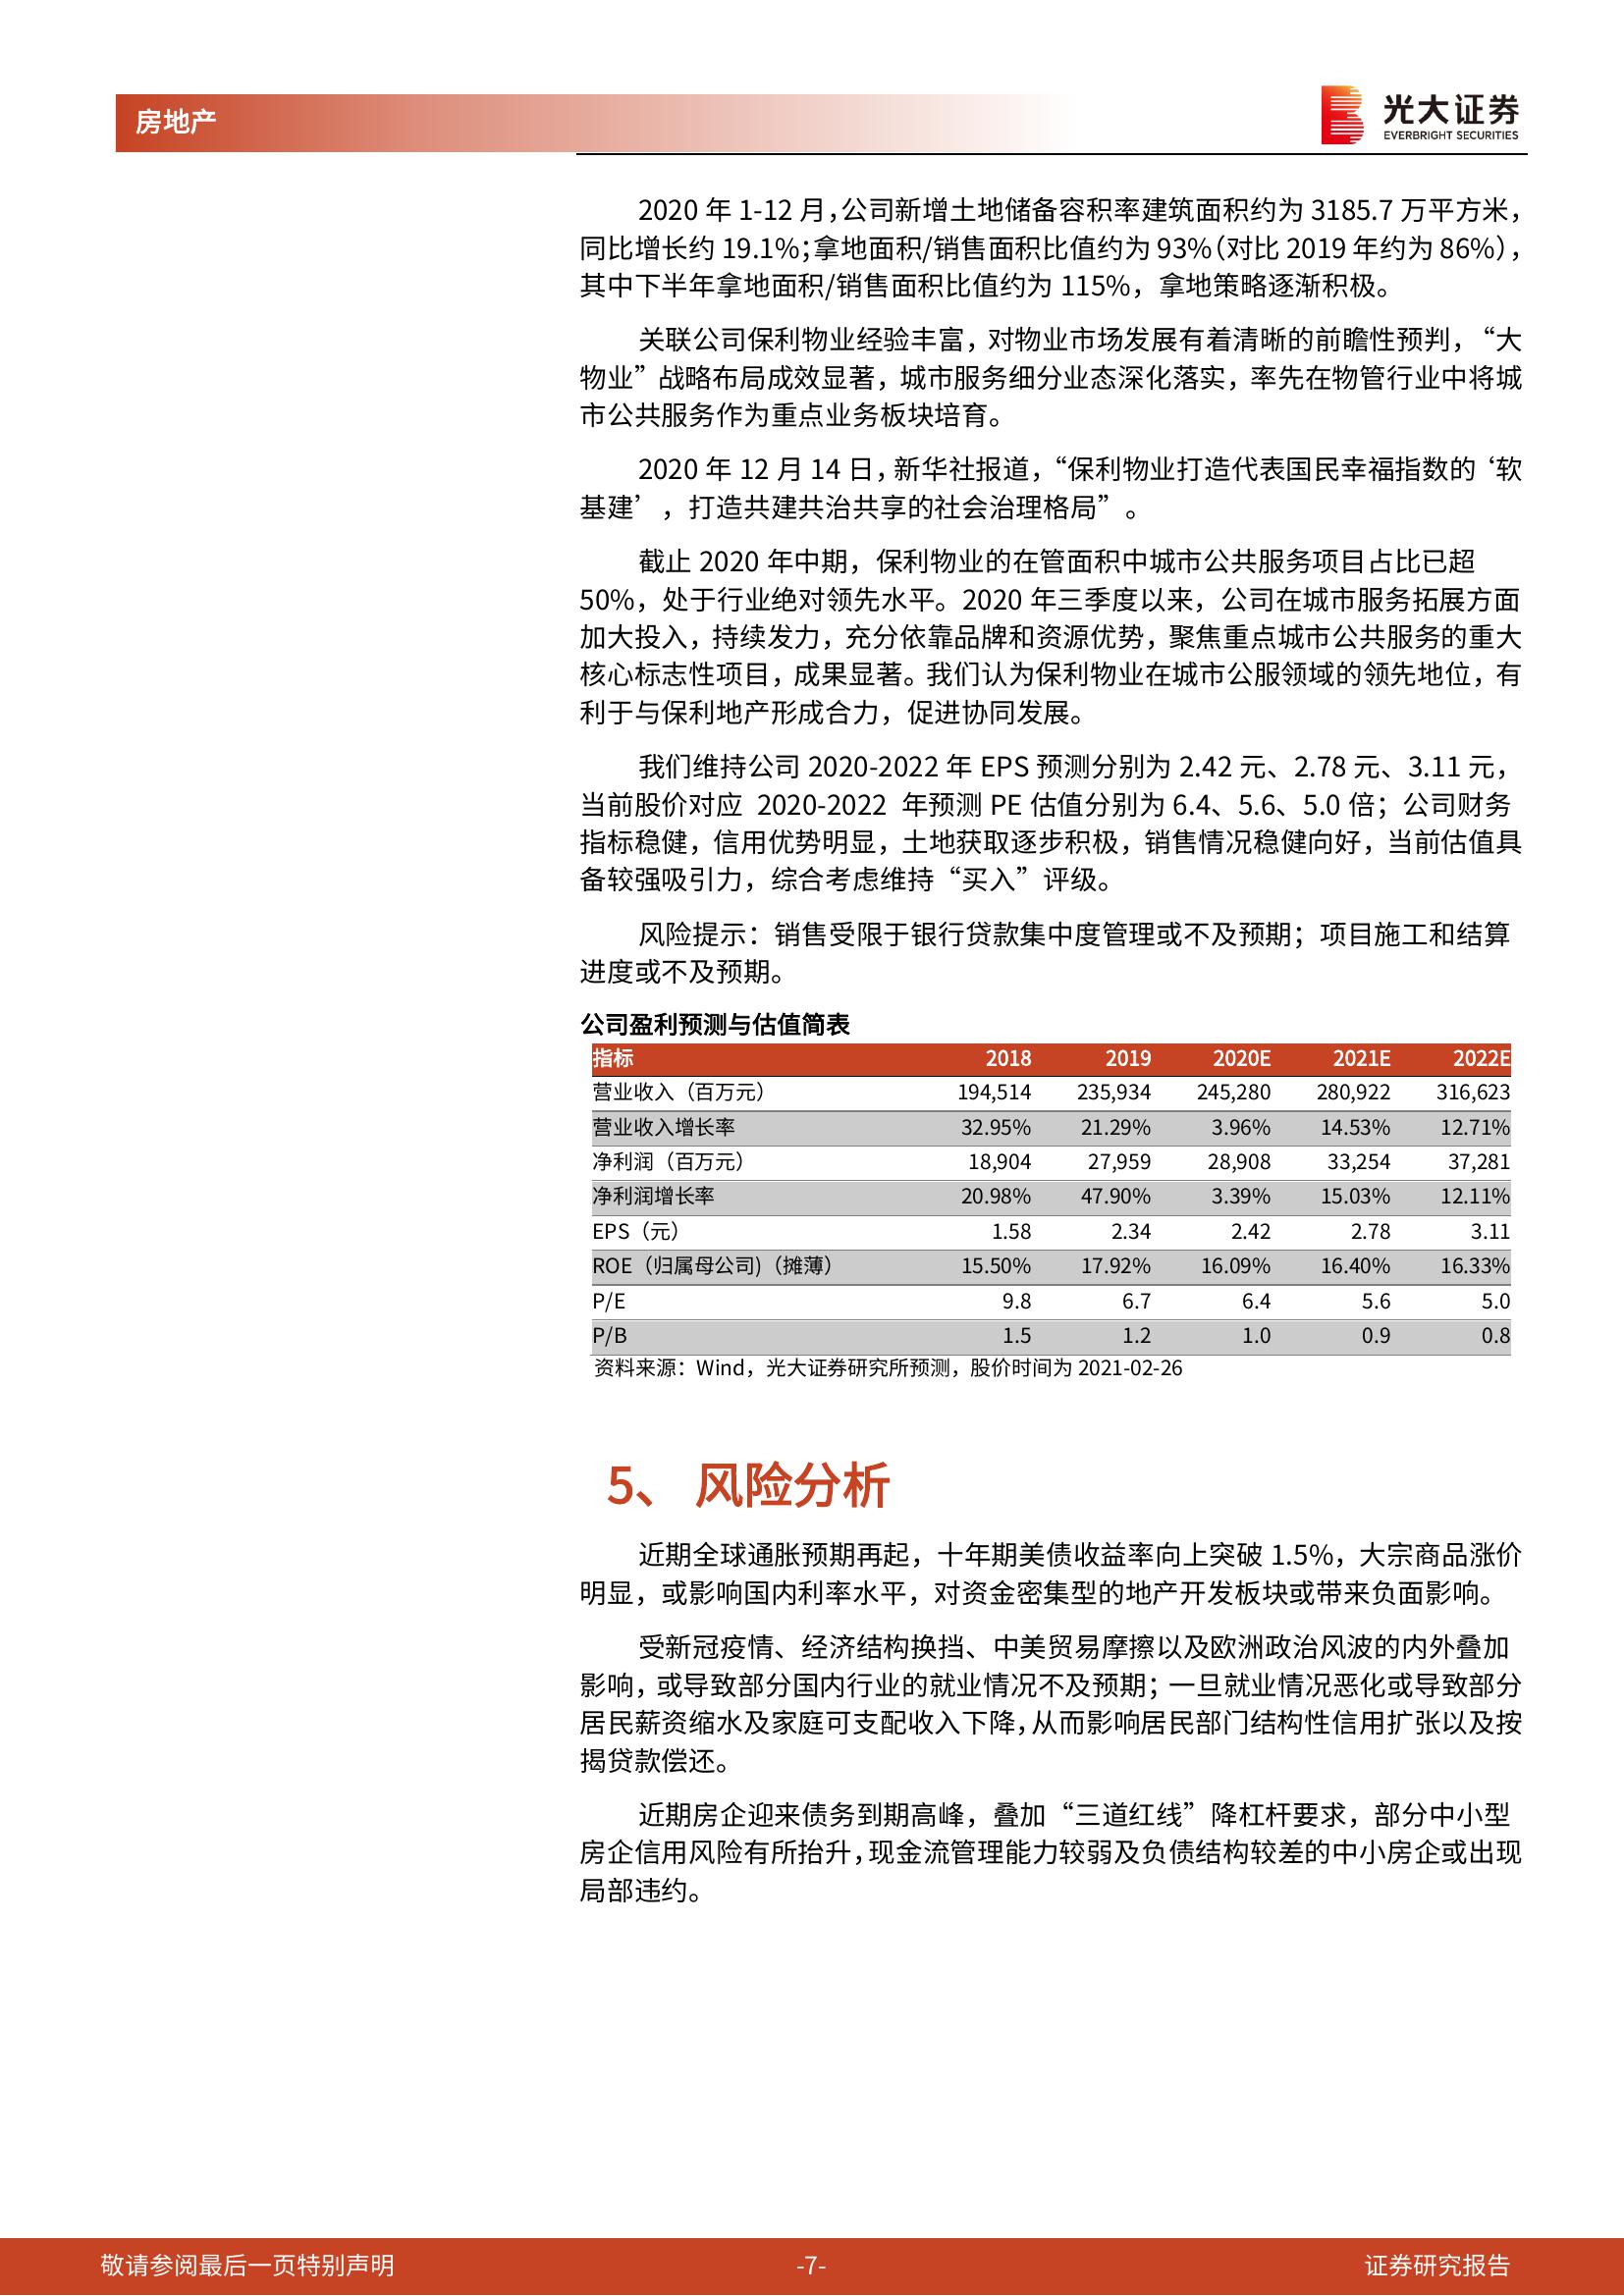 房地产
光大证券
EVERBRIGHT SECURITIES
2020 年 1-12 月，公司新增土地储备容积率建筑面积约为 3185.7 万平方米，
同比增长约 19.1%；拿地面积/销售面积比值约为 93%（对比 2019 年约为 86%），
其中下半年拿地面积/销售面积比值约为 115%，拿地策略逐渐积极。
关联公司保利物业经验丰富，对物业市场发展有着清晰的前瞻性预判，“大
物业”战略布局成效显著，城市服务细分业态深化落实，率先在物管行业中将城
市公共服务作为重点业务板块培育。
2020 年 12 月 14 日，新华社报道，“保利物业打造代表国民幸福指数的‘软
基建’，打造共建共治共享的社会治理格局”。
截止 2020 年中期，保利物业的在管面积中城市公共服务项目占比已超
50%，处于行业绝对领先水平。2020 年三季度以来，公司在城市服务拓展方面
加大投入，持续发力，充分依靠品牌和资源优势，聚焦重点城市公共服务的重大
核心标志性项目，成果显著。我们认为保利物业在城市公服领域的领先地位，有
利于与保利地产形成合力，促进协同发展。
我们维持公司 2020-2022 年 EPS 预测分别为 2.42 元、2.78 元、3.11 元，
当前股价对应 2020-2022 年预测 PE 估值分别为 6.4、5.6、5.0 倍；公司财务
指标稳健，信用优势明显，土地获取逐步积极，销售情况稳健向好，当前估值具
备较强吸引力，综合考虑维持“买入”评级。
风险提示：销售受限于银行贷款集中度管理或不及预期；项目施工和结算
进度或不及预期。
公司盈利预测与估值简表
指标 2018 2019 2020E 2021E 2022E
营业收入（百万元） 194,514 235,934 245,280 280,922 316,623
营业收入增长率 32.95% 21.29% 3.96% 14.53% 12.71%
净利润（百万元） 18,904 27,959 28,908 33,254 37,281
净利润增长率 20.98% 47.90% 3.39% 15.03% 12.11%
EPS（元） 1.58 2.34 2.42 2.78 3.11
ROE（归属母公司)（摊薄） 15.50% 17.92% 16.09% 16.40% 16.33%
P/E 9.8 6.7 6.4 5.6 5.0
P/B 1.5 1.2 1.0 0.9 0.8
资料来源：Wind，光大证券研究所预测，股价时间为 2021-02-26
5、 风险分析
近期全球通胀预期再起，十年期美债收益率向上突破 1.5%，大宗商品涨价
明显，或影响国内利率水平，对资金密集型的地产开发板块或带来负面影响。
受新冠疫情、经济结构换挡、中美贸易摩擦以及欧洲政治风波的内外叠加
影响，或导致部分国内行业的就业情况不及预期；一旦就业情况恶化或导致部分
居民薪资缩水及家庭可支配收入下降，从而影响居民部门结构性信用扩张以及按
揭贷款偿还。
近期房企迎来债务到期高峰，叠加“三道红线”降杠杆要求，部分中小型
房企信用风险有所抬升，现金流管理能力较弱及负债结构较差的中小房企或出现
局部违约。
敬请参阅最后一页特别声明 -7- 证券研究报告